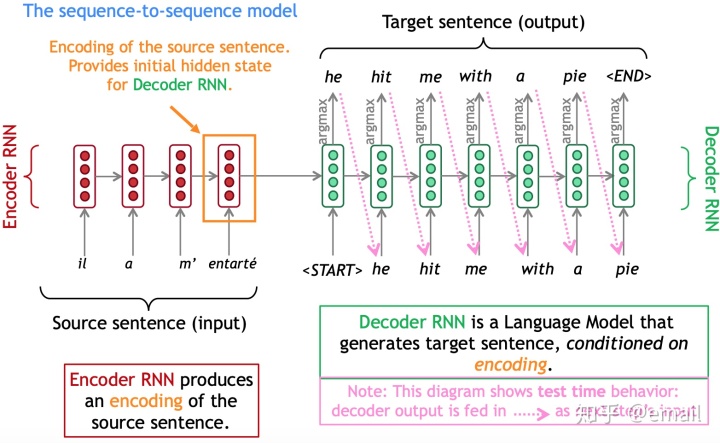 The sequence-to-sequence model
Encoding of the source sentence.
Provides initial hidden state
for Decoder RNN.
Target sentence (output)
he hit me with a pie <END>
argmax argmax argmax argmax argmax argmax argmax
Encoder RNN
Decoder RNN
il a m’ entarté
<START> he hit me with a pie
Source sentence (input)
Encoder RNN produces
an encoding of the
source sentence.
Decoder RNN is a Language Model that
generates target sentence, conditioned on
encoding.
Note: This diagram shows test time behavior:
decoder output is fed in ......> as
知乎 @email